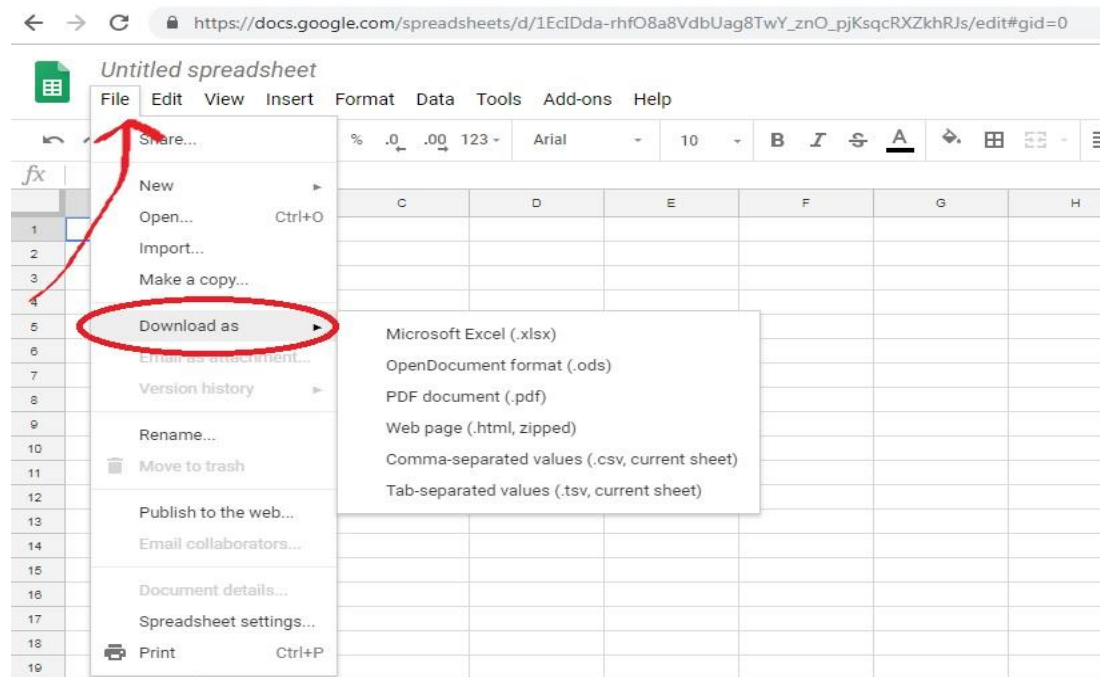 https://docs.google.com/spreadsheets/d/1EcIDda-rhfO8a8VdbUag8TwY_znO_pjKsqcRXZkhRJs/edit#gid=0
Untitled spreadsheet
File Edit View Insert Format Data Tools Add-ons Help
Share... % .0 .00 123 Arial 10 B I S A
fx
New
C D E F G H
Open... Ctrl+O
1
Import...
2
Make a copy...
3
4
Download as
5
Microsoft Excel (.xlsx)
Email as attachment...
6
OpenDocument format (.ods)
7
Version history
PDF document (.pdf)
8
Web page (.html, zipped)
9
Rename...
10
Comma-separated values (.csv, current sheet)
Move to trash
11
Tab-separated values (.tsv, current sheet)
12
Publish to the web...
13
Email collaborators...
14
15
Document details...
16
Spreadsheet settings...
17
18
Print Ctrl+P
19